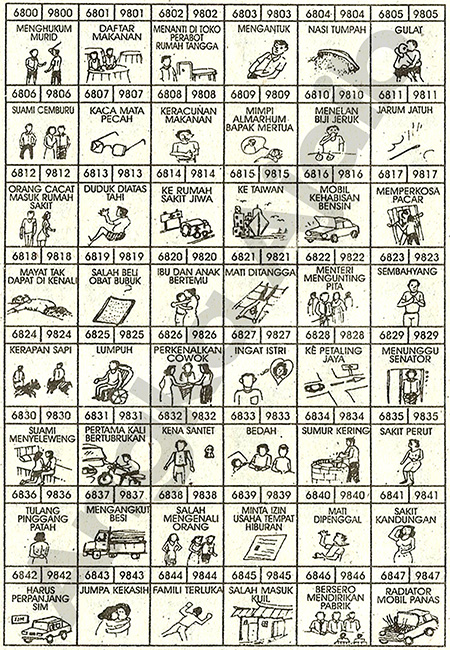 6800 9800
MENGHUKUM
MURID
6801 9801
DAFTAR
MAKANAN
6802 9802
MENANTI DI TOKO
PERABOT
RUMAH TANGGA
6803 9803
MENGANTUK
6804 9804
NASI TUMPAH
6805 9805
GULAT
6806 9806
SUAMI CEMBURU
6807 9807
KACA MATA
PECAH
6808 9808
KERACUNAN
MAKANAN
6809 9809
MIMPI
ALMARHUM
BAPAK MERTUA
6810 9810
MENELAN
BIJI JERUK
6811 9811
JARUM JATUH
6812 9812
ORANG CACAT
MASUK RUMAH
SAKIT
6813 9813
DUDUK DIATAS
TAHI
6814 9814
KE RUMAH
SAKIT JIWA
6815 9815
KE TAIWAN
6816 9816
MOBIL
KEHABISAN
BENSIN
6817 9817
MEMPERKOSA
PACAR
6818 9818
MAYAT TAK
DAPAT DI KENALI
6819 9819
SALAH BELI
OBAT BUBUK
6820 9820
IBU DAN ANAK
BERTEMU
6821 9821
MATI DITANGGA
6822 9822
MENTERI
MENGUNTING
PITA
6823 9823
SEMBAHYANG
6824 9824
KERAPAN SAPI
6825 9825
LUMPUH
6826 9826
PERKENALKAN
COWOK
6827 9827
INGAT ISTRI
6828 9828
KE PETALING
JAYA
6829 9829
MENUNGGU
SENATOR
6830 9830
SUAMI
MENYELEWENG
6831 9831
PERTAMA KALI
BERTUBRUKAN
6832 9832
KENA SANTET
6833 9833
BEDAH
6834 9834
SUMUR KERING
6835 9835
SAKIT PERUT
6836 9836
TULANG
PINGGANG
PATAH
6837 9837
MENGANGKUT
BESI
6838 9838
SALAH
MENGENALI
ORANG
6839 9839
MINTA IZIN
USAHA TEMPAT
HIBURAN
6840 9840
MATI
DIPENGGAL
6841 9841
SAKIT
KANDUNGAN
6842 9842
HARUS
PERPANJANG
SIM
SIM
6843 9843
JUMPA KEKASIH
6844 9844
FAMILI TERLUKA
6845 9845
SALAH MASUK
KUIL
6846 9846
BERSERO
MENDIRIKAN
PABRIK
6847 9847
RADIATOR
MOBIL PANAS